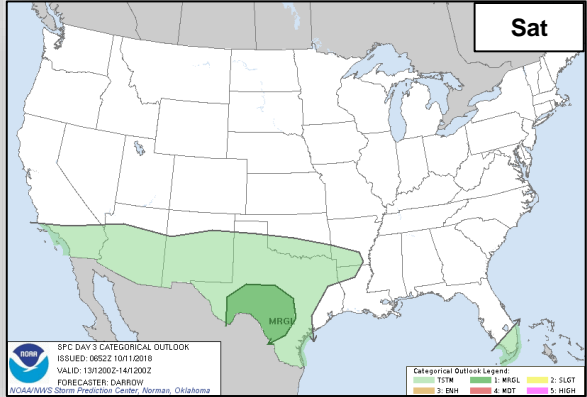 Sat
MRGL
NOAA
SPC DAY 3 CATEGORICAL OUTLOOK
ISSUED: 0652Z 10/11/2018
VALID: 13/1200Z-14/1200Z
FORECASTER: DARROW
NOAA/NWS Storm Prediction Center, Norman, Oklahoma
Categorical Outlook Legend:
TSTM 1: MRGL 2: SLGT
3: ENH 4: MDT 5: HIGH